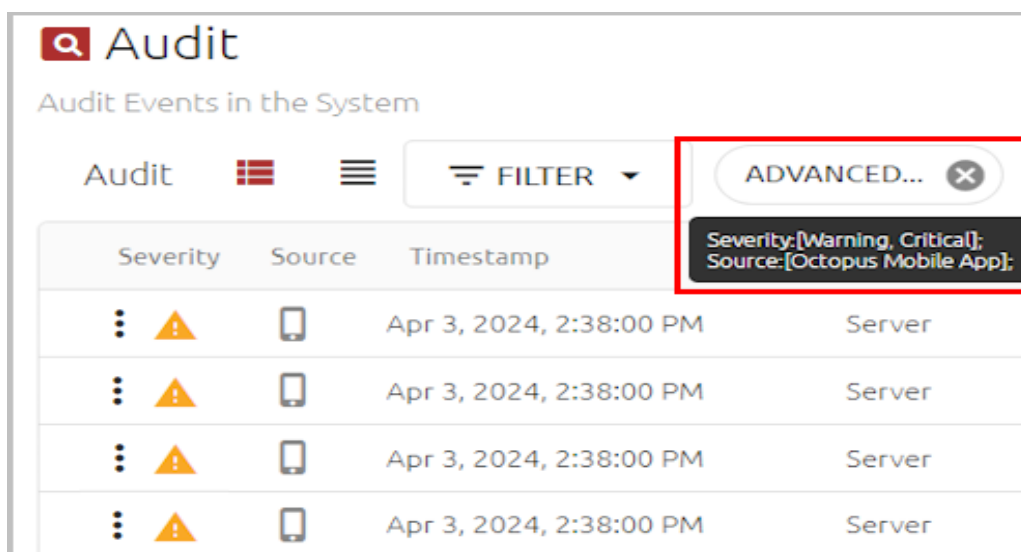 Audit
Audit Events in the System
Audit FILTER ADVANCED...
Severity:[Warning, Critical];
Source:[Octopus Mobile App];
Severity Source Timestamp
Apr 3, 2024, 2:38:00 PM Server
Apr 3, 2024, 2:38:00 PM Server
Apr 3, 2024, 2:38:00 PM Server
Apr 3, 2024, 2:38:00 PM Server